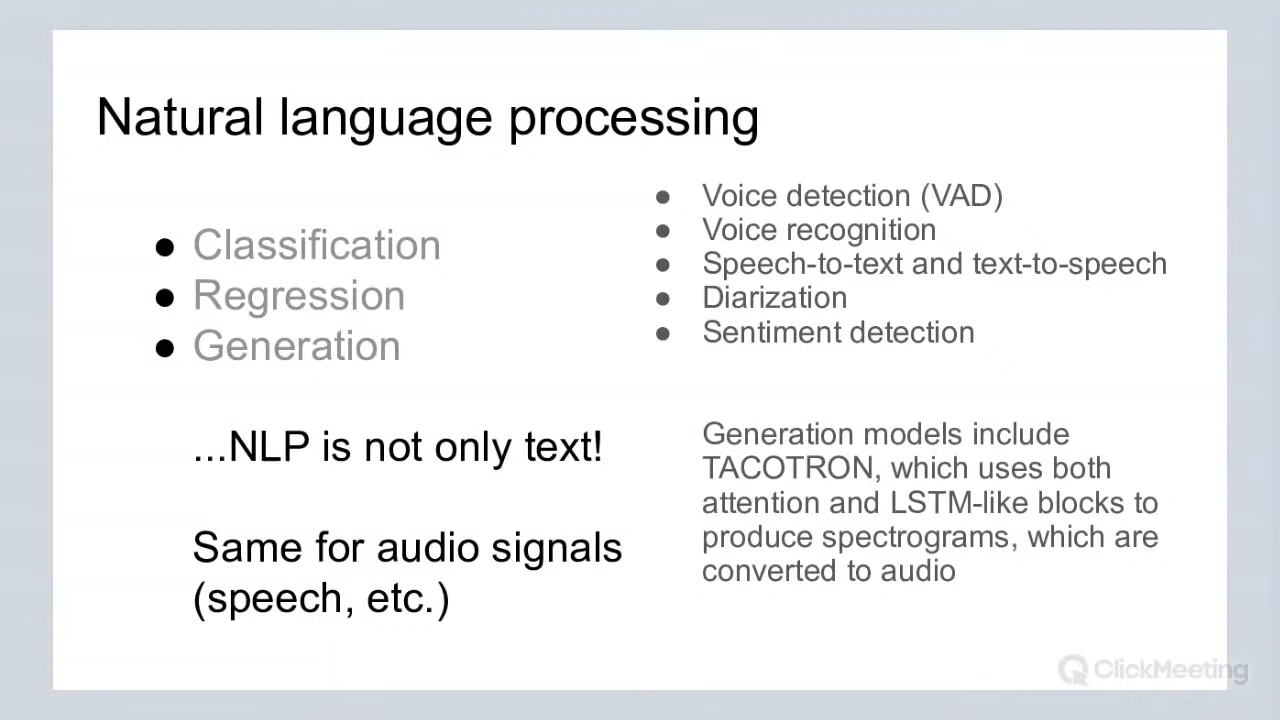 Natural language processing
● Classification
● Regression
● Generation
...NLP is not only text!
Same for audio signals
(speech, etc.)
● Voice detection (VAD)
● Voice recognition
● Speech-to-text and text-to-speech
● Diarization
● Sentiment detection
Generation models include
TACOTRON, which uses both
attention and LSTM-like blocks to
produce spectrograms, which are
converted to audio
ClickMeeting